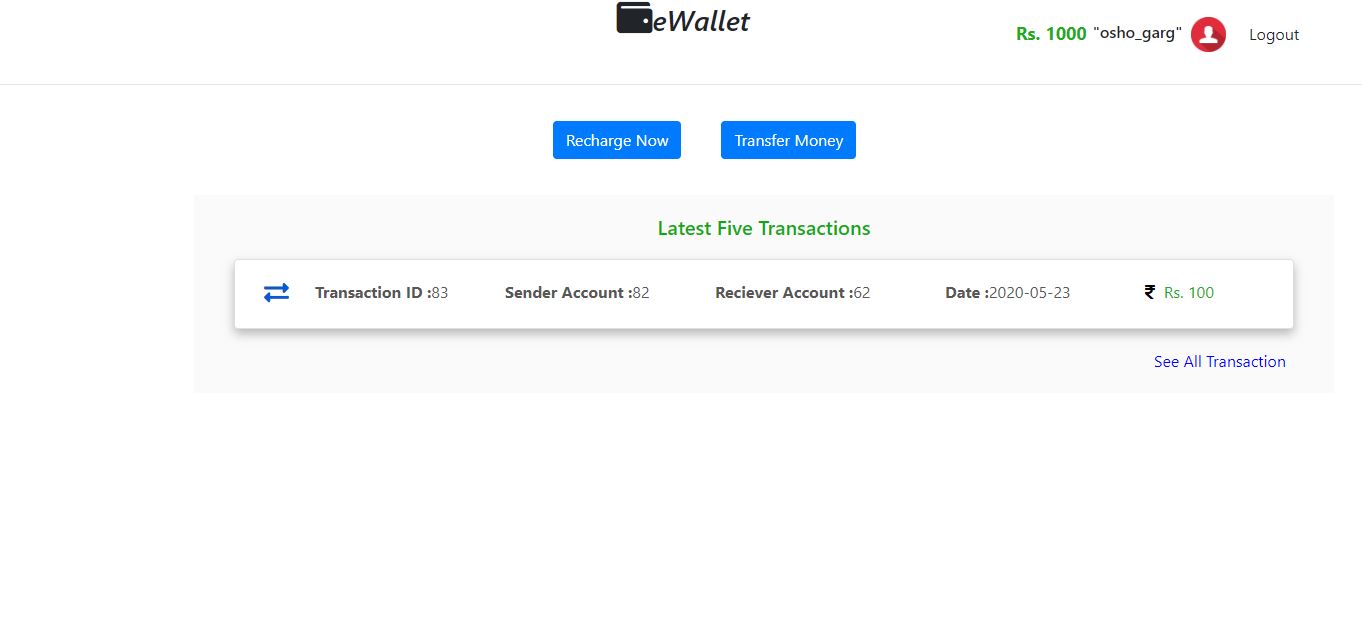 eWallet
Rs. 1000 "osho_garg" Logout
Recharge Now Transfer Money
Latest Five Transactions
Transaction ID :83 Sender Account :82 Reciever Account :62 Date :2020-05-23 ₹ Rs. 100
See All Transaction